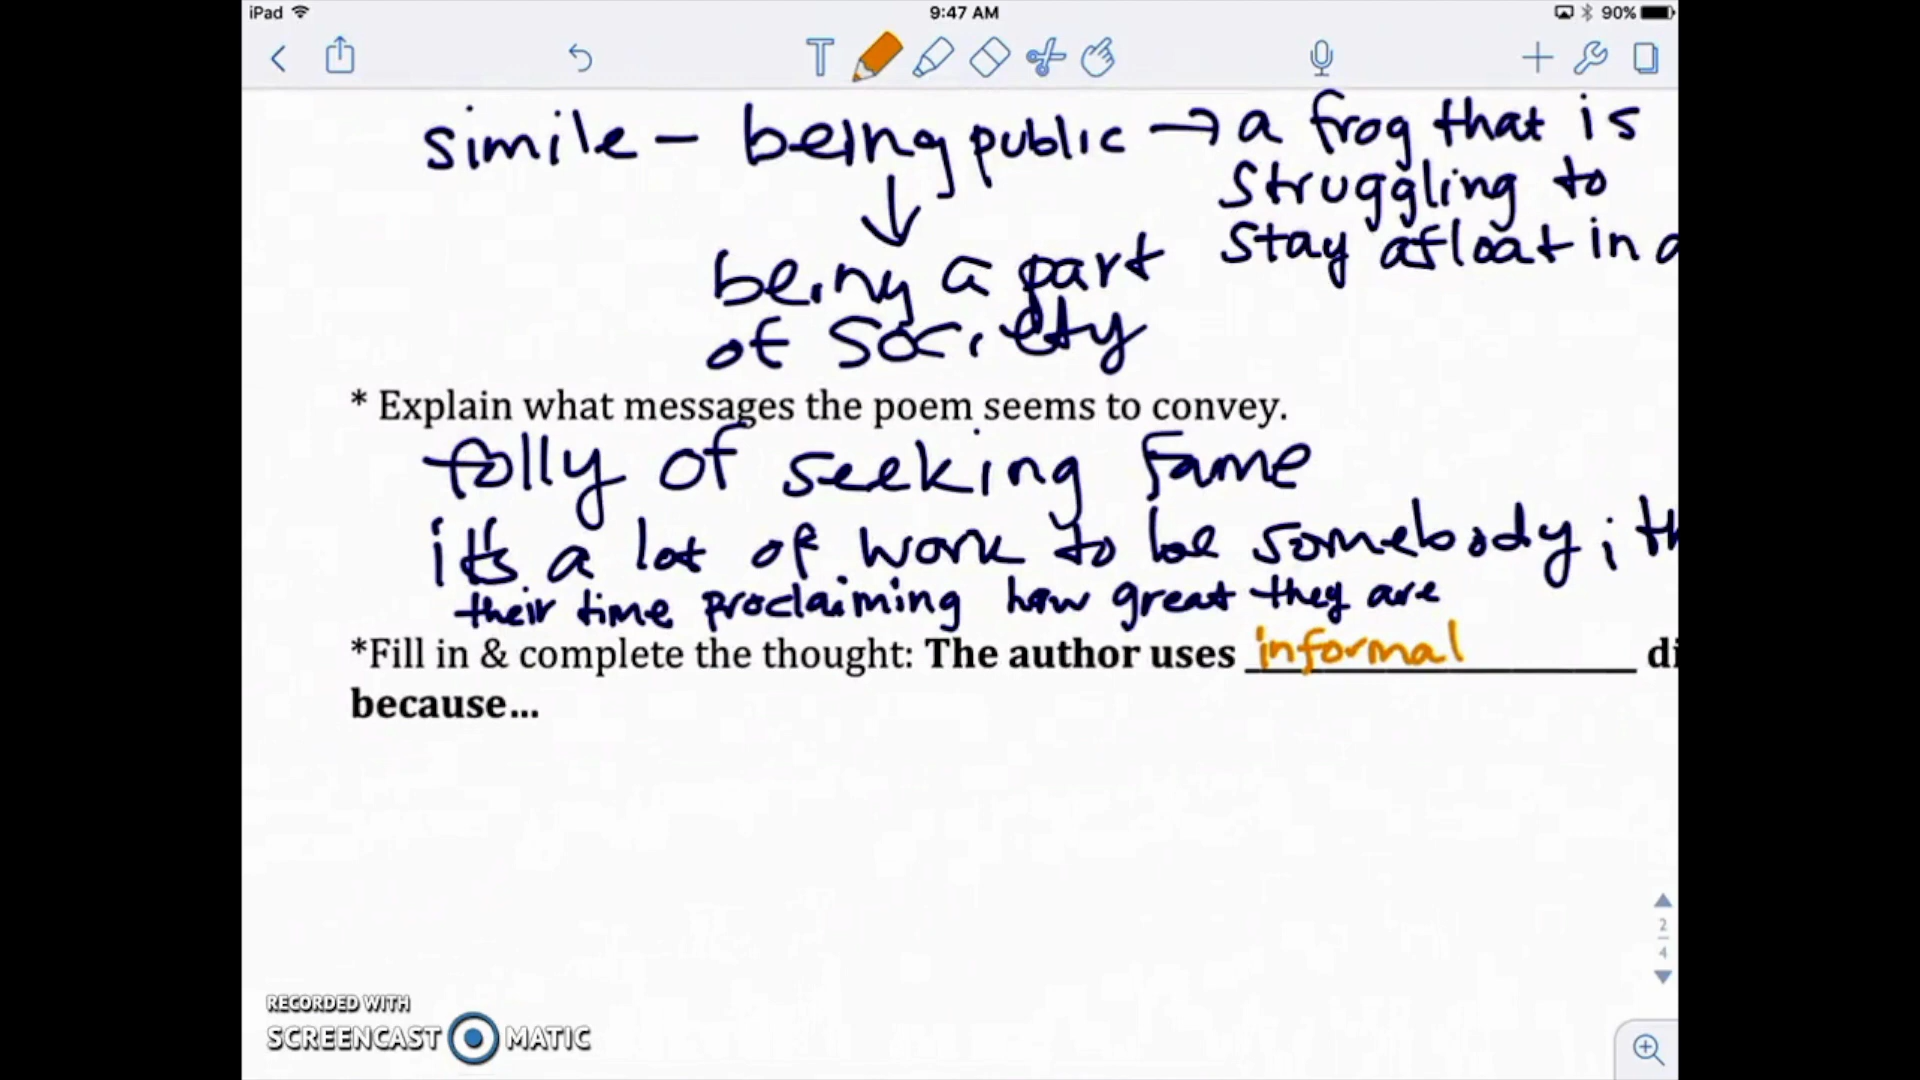 iPad
9:47 AM
90%
T
simile - being public → a frog that is
struggling to
stay afloat in a
↓
being a part
of society
* Explain what messages the poem seems to convey.
folly of seeking fame
it's a lot of work to be somebody; th
their time proclaiming how great they are
*Fill in & complete the thought: The author uses informal di
because...
2
4
RECORDED WITH
SCREENCAST MATIC